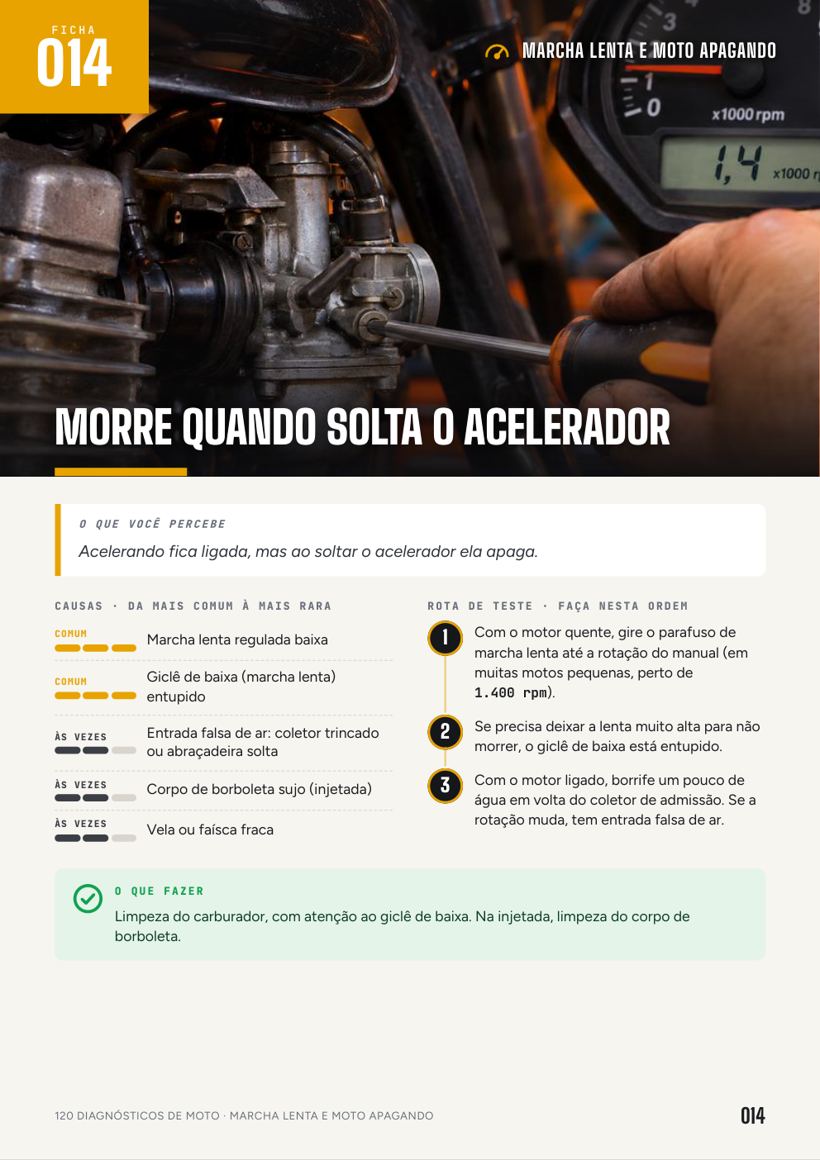 FICHA
014
MARCHA LENTA E MOTO APAGANDO
3
8
1
0
x1000 rpm
1,4 x1000 r
MORRE QUANDO SOLTA O ACELERADOR
O QUE VOCÊ PERCEBE
Acelerando fica ligada, mas ao soltar o acelerador ela apaga.
CAUSAS · DA MAIS COMUM À MAIS RARA
COMUM
Marcha lenta regulada baixa
COMUM
Giclê de baixa (marcha lenta)
entupido
ÀS VEZES
Entrada falsa de ar: coletor trincado
ou abraçadeira solta
ÀS VEZES
Corpo de borboleta sujo (injetada)
ÀS VEZES
Vela ou faísca fraca
ROTA DE TESTE · FAÇA NESTA ORDEM
1
Com o motor quente, gire o parafuso de
marcha lenta até a rotação do manual (em
muitas motos pequenas, perto de
1.400 rpm).
2
Se precisa deixar a lenta muito alta para não
morrer, o giclê de baixa está entupido.
3
Com o motor ligado, borrife um pouco de
água em volta do coletor de admissão. Se a
rotação muda, tem entrada falsa de ar.
O QUE FAZER
Limpeza do carburador, com atenção ao giclê de baixa. Na injetada, limpeza do corpo de
borboleta.
120 DIAGNÓSTICOS DE MOTO · MARCHA LENTA E MOTO APAGANDO
014